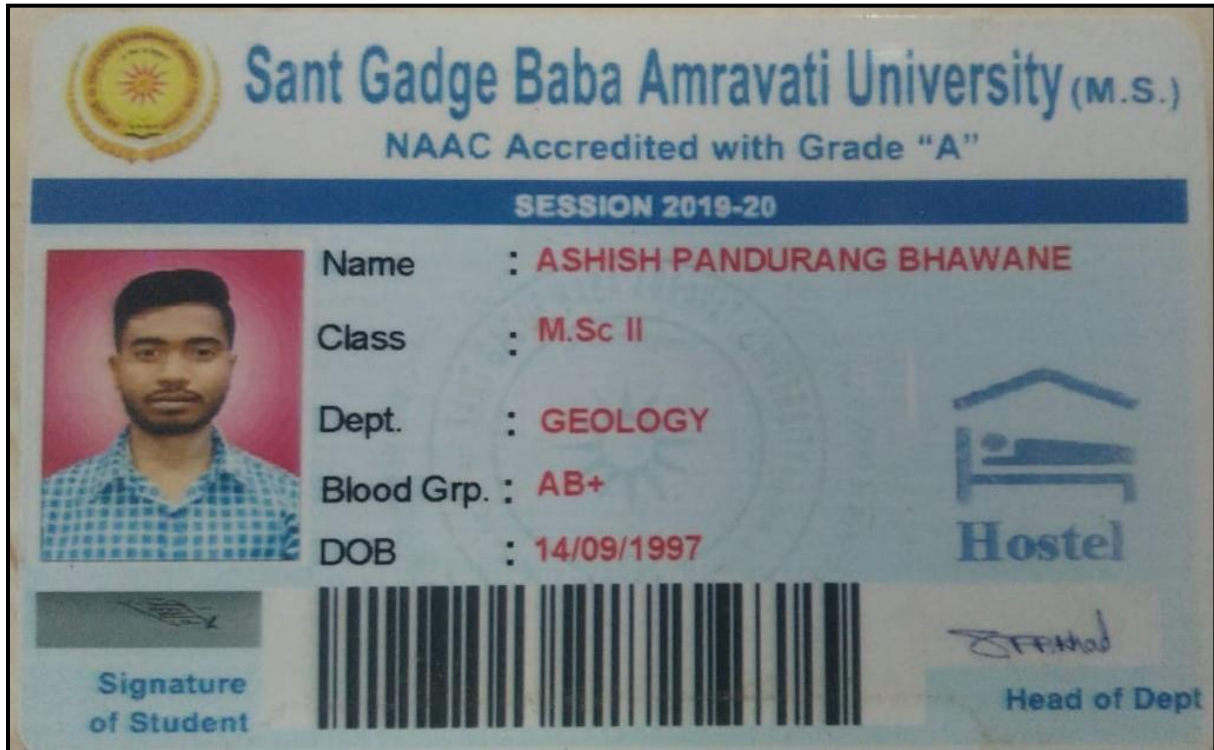 Sant Gadge Baba Amravati University (M.S.)
NAAC Accredited with Grade “A”
SESSION 2019-20
Name : ASHISH PANDURANG BHAWANE
Class : M.Sc II
Dept. : GEOLOGY
Blood Grp. : AB+
DOB : 14/09/1997
Hostel
Signature
of Student
Head of Dept